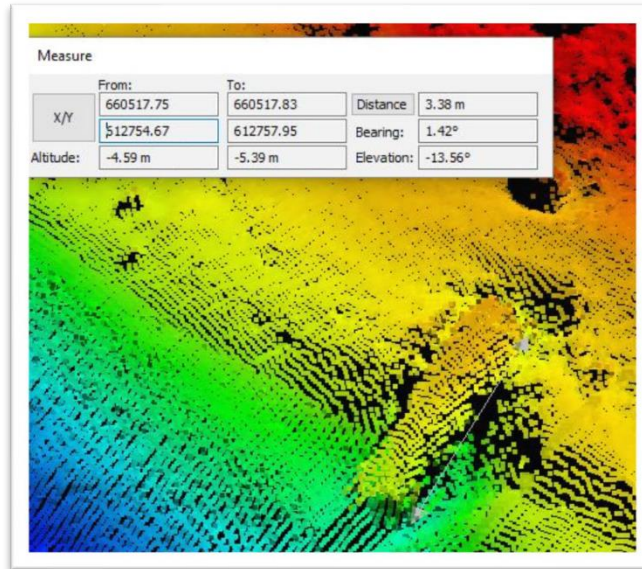 Measure
From: To:
X/Y 660517.75 660517.83 Distance 3.38 m
512754.67 612757.95 Bearing: 1.42°
Altitude: -4.59 m -5.39 m Elevation: -13.56°